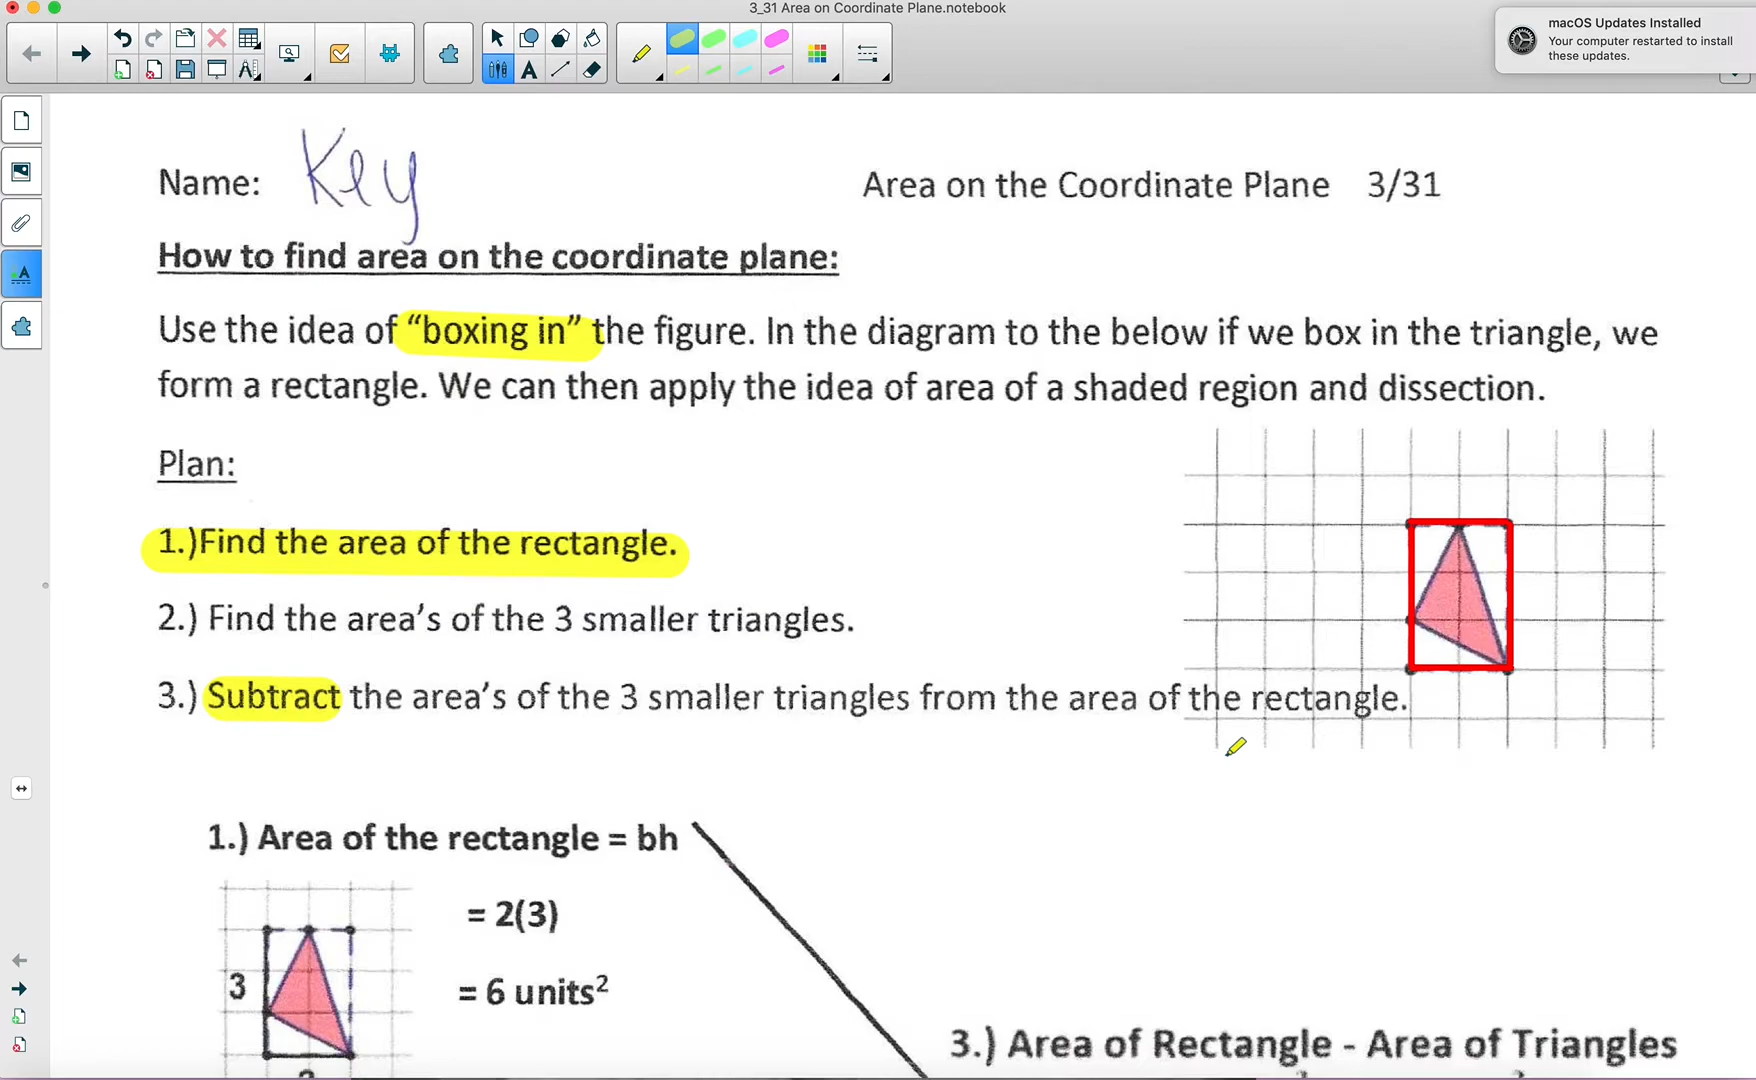 3_31 Area on Coordinate Plane.notebook
macOS Updates Installed
Your computer restarted to install
these updates.
Name: Key
Area on the Coordinate Plane 3/31
How to find area on the coordinate plane:
Use the idea of “boxing in” the figure. In the diagram to the below if we box in the triangle, we
form a rectangle. We can then apply the idea of area of a shaded region and dissection.
Plan:
1.)Find the area of the rectangle.
2.) Find the area’s of the 3 smaller triangles.
3.) Subtract the area’s of the 3 smaller triangles from the area of the rectangle.
1.) Area of the rectangle = bh
= 2(3)
3
= 6 units²
3.) Area of Rectangle - Area of Triangles